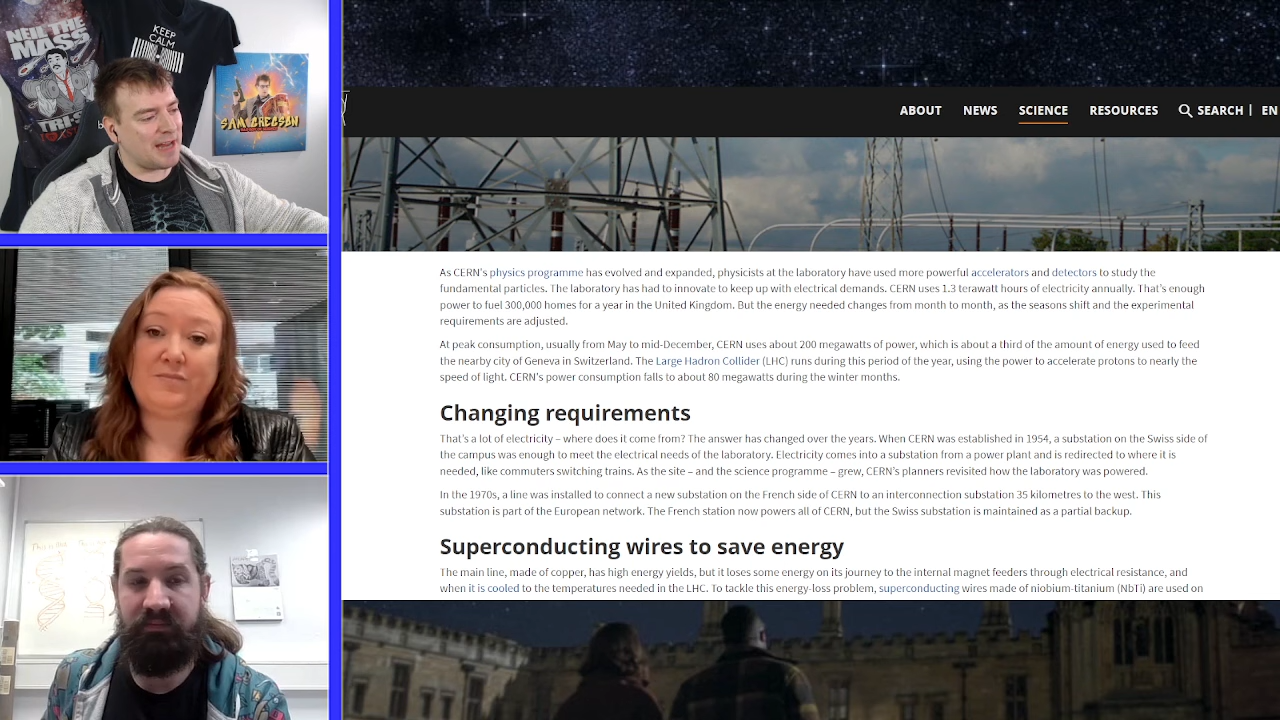 NEIL THE
MASS
TRI-S
KEEP
CALM
SAM GREGSON
This is
ABOUT
NEWS
SCIENCE
RESOURCES
SEARCH |
EN
As CERN's physics programme has evolved and expanded, physicists at the laboratory have used more powerful accelerators and detectors to study the
fundamental particles. The laboratory has had to innovate to keep up with electrical demands. CERN uses 1.3 terawatt hours of electricity annually. That's enough
power to fuel 300,000 homes for a year in the United Kingdom. But the energy needed changes from month to month, as the seasons shift and the experimental
requirements are adjusted.
At peak consumption, usually from May to mid-December, CERN uses about 200 megawatts of power, which is about a third of the amount of energy used to feed
the nearby city of Geneva in Switzerland. The Large Hadron Collider (LHC) runs during this period of the year, using the power to accelerate protons to nearly the
speed of light. CERN's power consumption falls to about 80 megawatts during the winter months.
Changing requirements
That's a lot of electricity – where does it come from? The answer has changed over the years. When CERN was established in 1954, a substation on the Swiss side of
the campus was enough to meet the electrical needs of the laboratory. Electricity comes into a substation from a power plant and is redirected to where it is
needed, like commuters switching trains. As the site – and the science programme – grew, CERN's planners revisited how the laboratory was powered.
In the 1970s, a line was installed to connect a new substation on the French side of CERN to an interconnection substation 35 kilometres to the west. This
substation is part of the European network. The French station now powers all of CERN, but the Swiss substation is maintained as a partial backup.
Superconducting wires to save energy
The main line, made of copper, has high energy yields, but it loses some energy on its journey to the internal magnet feeders through electrical resistance, and
when it is cooled to the temperatures needed in the LHC. To tackle this energy-loss problem, superconducting wires made of niobium-titanium (NbTi) are used on